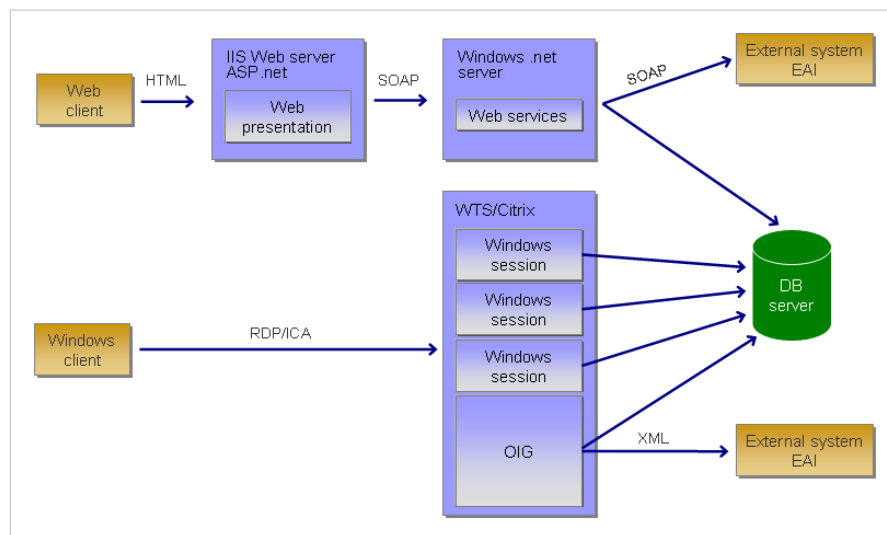 IIS Web server
ASP.net
Windows .net
server
External system
EAI
HTML
SOAP
SOAP
Web
client
Web
presentation
Web services
WTS/Citrix
Windows
session
Windows
session
Windows
session
DB
server
Windows
client
RDP/ICA
OIG
XML
External system
EAI